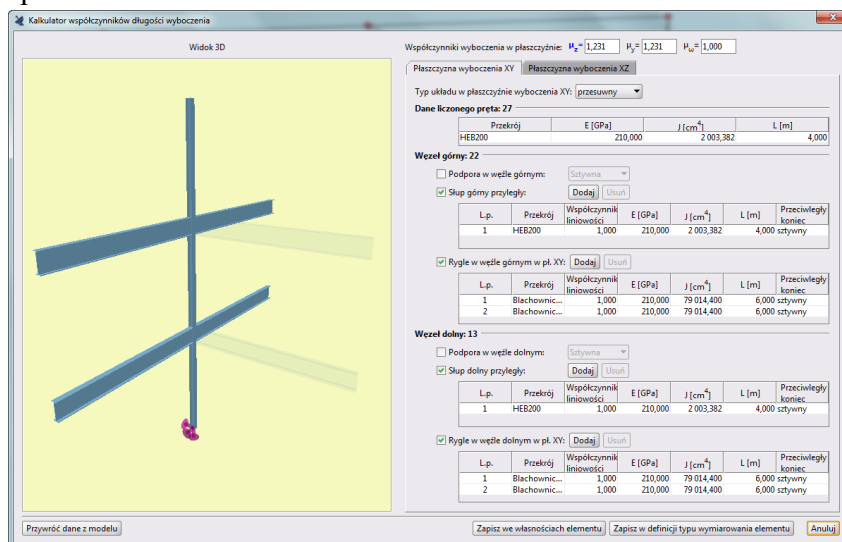 Kalkulator współczynników długości wyboczenia
Widok 3D
Współczynniki wyboczenia w płaszczyźnie: μz= 1,231 μy= 1,231 μω= 1,000
Płaszczyzna wyboczenia XY Płaszczyzna wyboczenia XZ
Typ układu w płaszczyźnie wyboczenia XY: przesuwny
Dane liczonego pręta: 27
Przekrój E [GPa] J [cm4] L [m]
HEB200 210,000 2 003,382 4,000
Węzeł górny: 22
Podpora w węźle górnym: Sztywna
Słup górny przyległy: Dodaj Usuń
L.p. Przekrój Współczynnik liniowości E [GPa] J [cm4] L [m] Przeciwległy koniec
1 HEB200 1,000 210,000 2 003,382 4,000 sztywny
Rygle w węźle górnym w pł. XY: Dodaj Usuń
L.p. Przekrój Współczynnik liniowości E [GPa] J [cm4] L [m] Przeciwległy koniec
1 Blachownic... 1,000 210,000 79 014,400 6,000 sztywny
2 Blachownic... 1,000 210,000 79 014,400 6,000 sztywny
Węzeł dolny: 13
Podpora w węźle dolnym: Sztywna
Słup dolny przyległy: Dodaj Usuń
L.p. Przekrój Współczynnik liniowości E [GPa] J [cm4] L [m] Przeciwległy koniec
1 HEB200 1,000 210,000 2 003,382 4,000 sztywny
Rygle w węźle dolnym w pł. XY: Dodaj Usuń
L.p. Przekrój Współczynnik liniowości E [GPa] J [cm4] L [m] Przeciwległy koniec
1 Blachownic... 1,000 210,000 79 014,400 6,000 sztywny
2 Blachownic... 1,000 210,000 79 014,400 6,000 sztywny
Przywróć dane z modelu Zapisz we własnościach elementu Zapisz w definicji typu wymiarowania elementu Anuluj